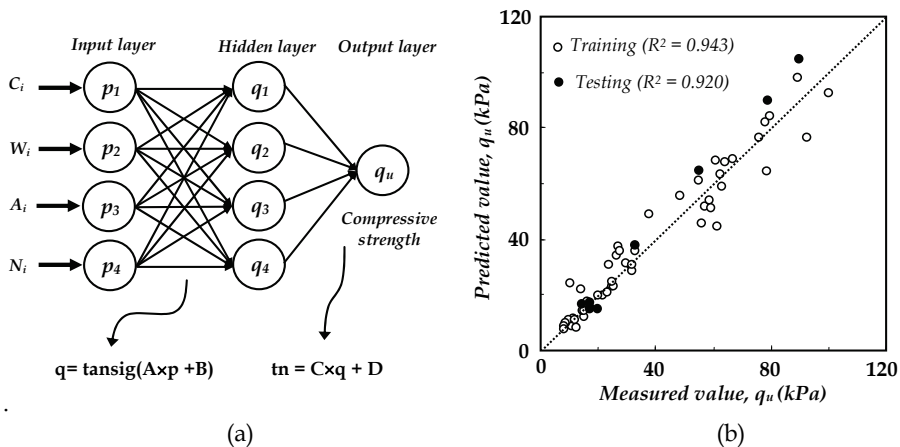 Input layer
Hidden layer
Output layer
Cᵢ
Wᵢ
Aᵢ
Nᵢ
p₁
p₂
p₃
p₄
q₁
q₂
q₃
q₄
qᵤ
Compressive
strength
q= tansig(A×p +B)
tn = C×q + D
.
(a)
Predicted value, qᵤ(kPa)
120
80
40
0
Training (R² = 0.943)
Testing (R² = 0.920)
0
40
80
120
Measured value, qᵤ(kPa)
(b)